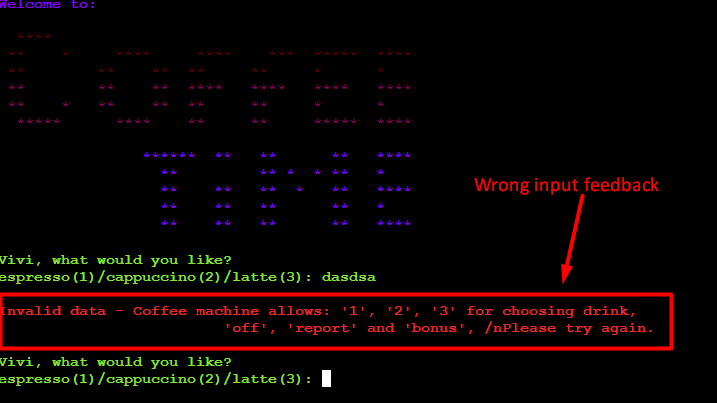 Welcome to:
COFFEE
TIME
Wrong input feedback
Vivi, what would you like?
espresso(1)/cappuccino(2)/latte(3): dasdsa
Invalid data - Coffee machine allows: '1', '2', '3' for choosing drink,
'off', 'report' and 'bonus', /nPlease try again.
Vivi, what would you like?
espresso(1)/cappuccino(2)/latte(3):